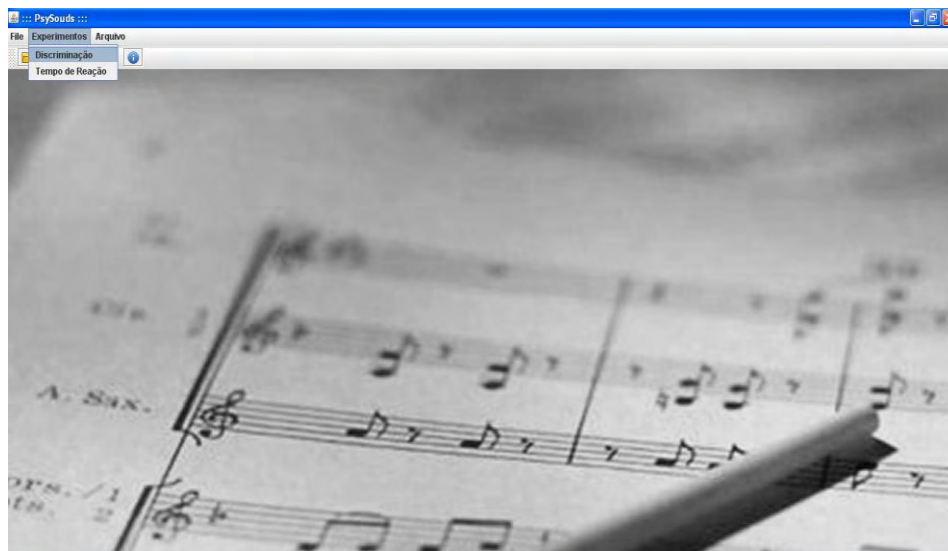 ::: PsySouds :::
File Experimentos Arquivo
Discriminação
Tempo de Reação
A. Sax.